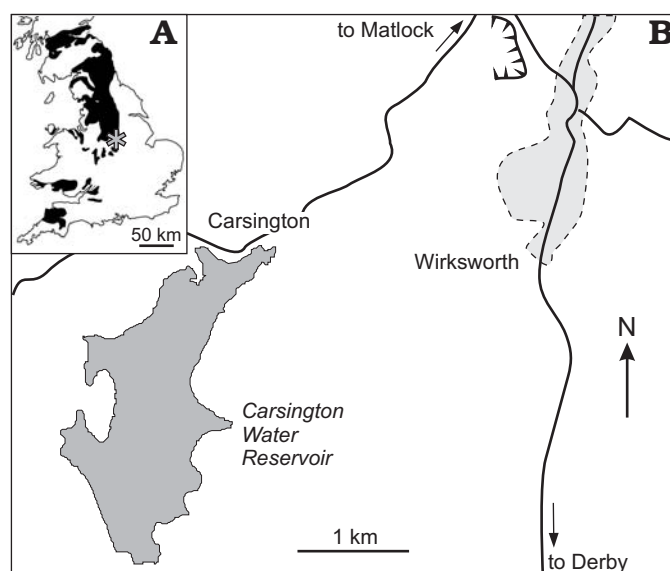 A
50 km
to Matlock
B
Carsington
Wirksworth
N
Carsington
Water
Reservoir
1 km
to Derby